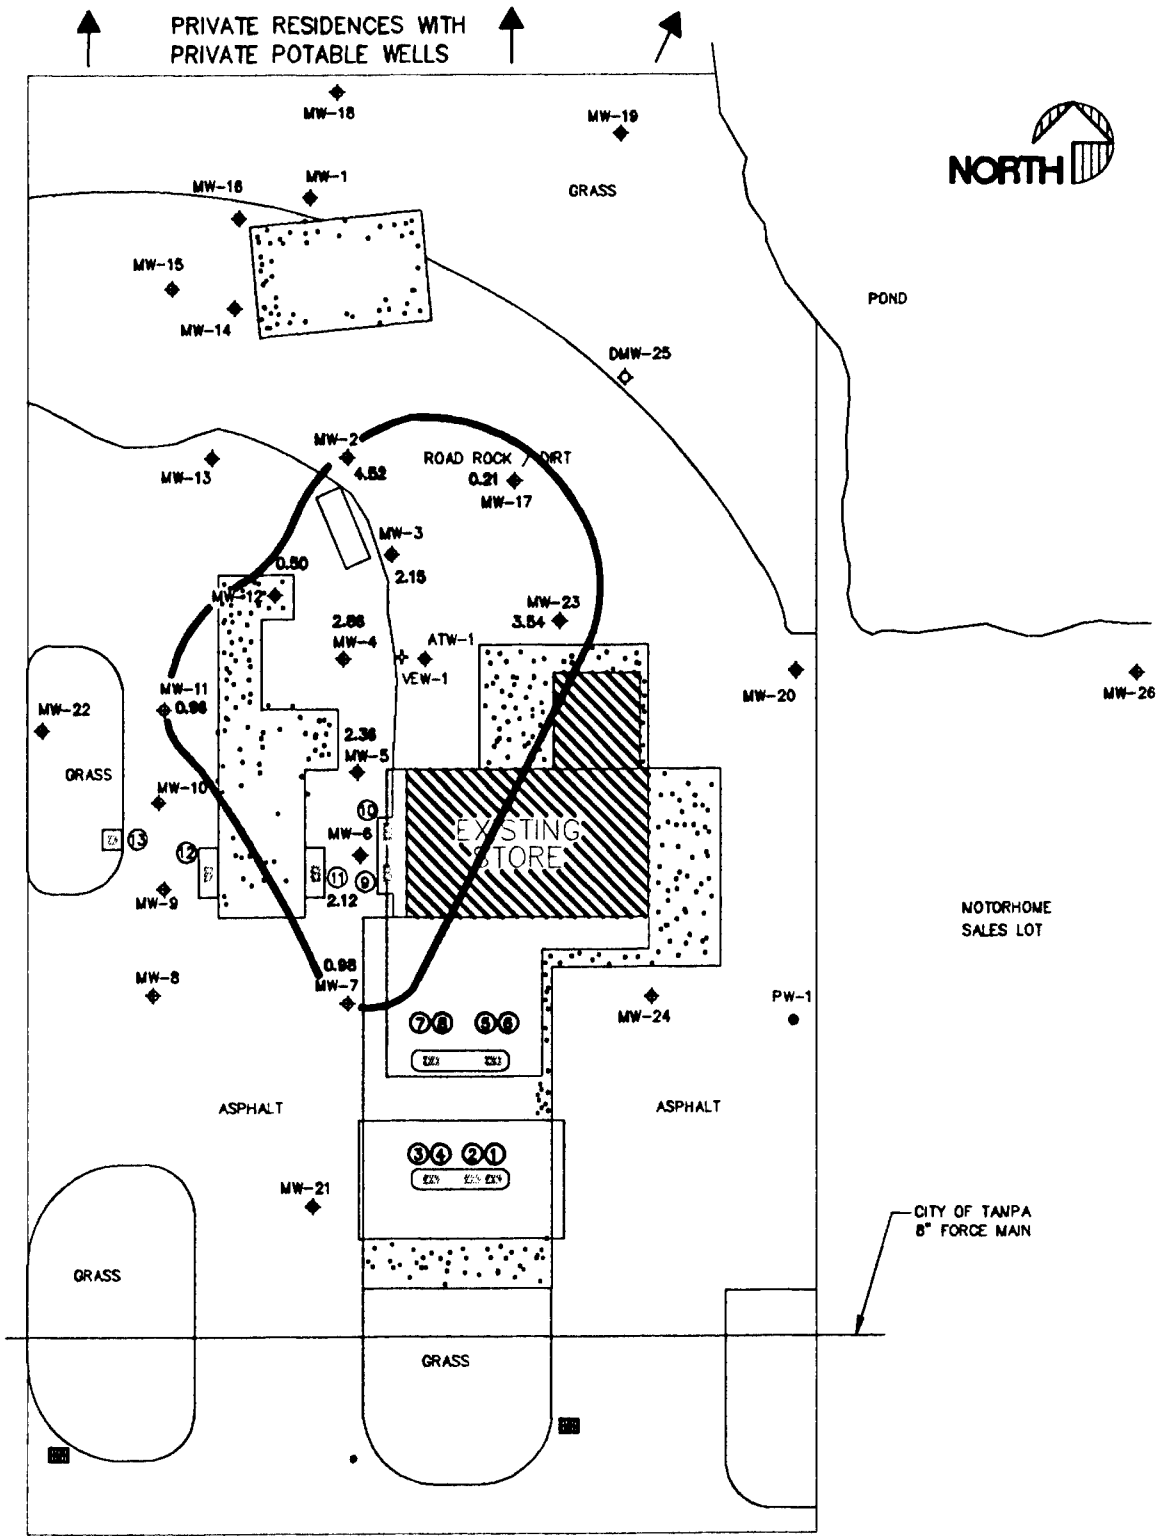 PRIVATE RESIDENCES WITH
PRIVATE POTABLE WELLS
MW-18
MW-19
NORTH
MW-16
MW-1
GRASS
MW-15
MW-14
POND
DMW-25
MW-2
4.52
MW-13
ROAD ROCK / DIRT
0.21
MW-17
MW-3
2.15
0.50
MW-12
MW-23
3.54
2.86
MW-4
ATW-1
VEW-1
MW-11
0.96
MW-20
MW-26
MW-22
2.36
MW-5
GRASS
MW-10
10
EXISTING
STORE
13
12
MW-6
11
9
2.12
MW-9
MOTORHOME
SALES LOT
0.98
MW-7
MW-8
MW-24
PW-1
7 8 5 6
ASPHALT
ASPHALT
3 4 2 1
MW-21
CITY OF TAMPA
8" FORCE MAIN
GRASS
GRASS